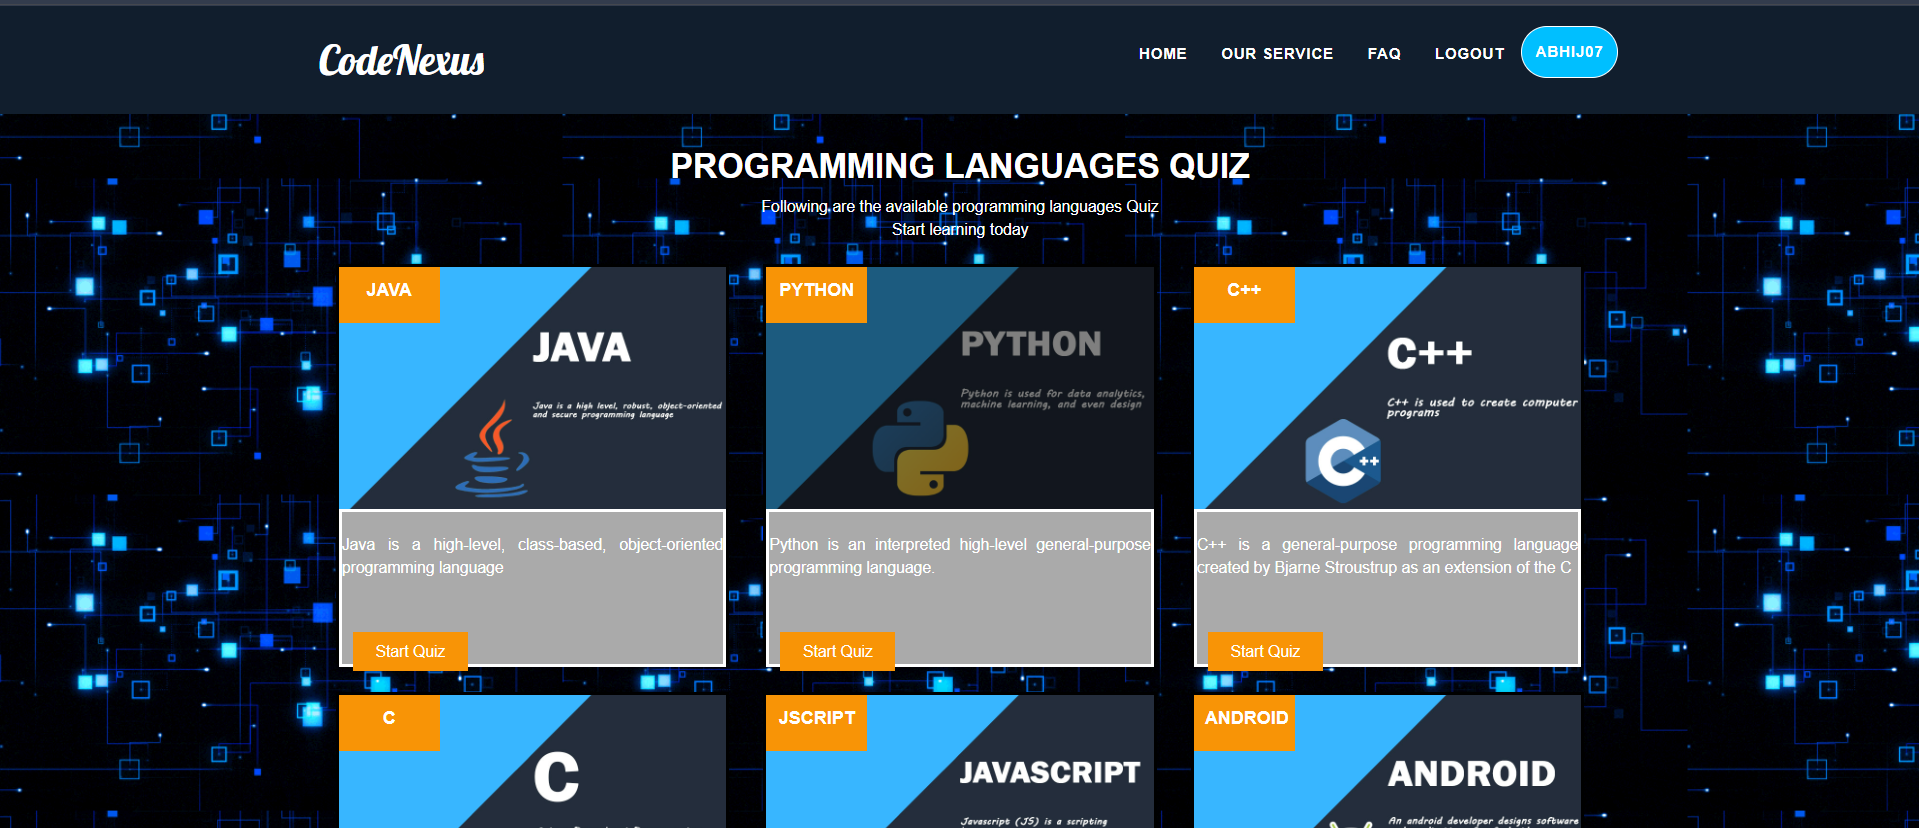 CodeNexus
HOME OUR SERVICE FAQ LOGOUT ABHIJ07
PROGRAMMING LANGUAGES QUIZ
Following are the available programming languages Quiz
Start learning today
JAVA
JAVA
Java is a high level, robust, object-oriented
and secure programming language
Java is a high-level, class-based, object-oriented
programming language
Start Quiz
PYTHON
PYTHON
Python is used for data analytics,
machine learning, and even design
Python is an interpreted high-level general-purpose
programming language.
Start Quiz
C++
C++
C++ is used to create computer
programs
C++
C++ is a general-purpose programming language
created by Bjarne Stroustrup as an extension of the C
Start Quiz
C
C
JSCRIPT
JAVASCRIPT
Javascript (JS) is a scripting
ANDROID
ANDROID
An android developer designs software